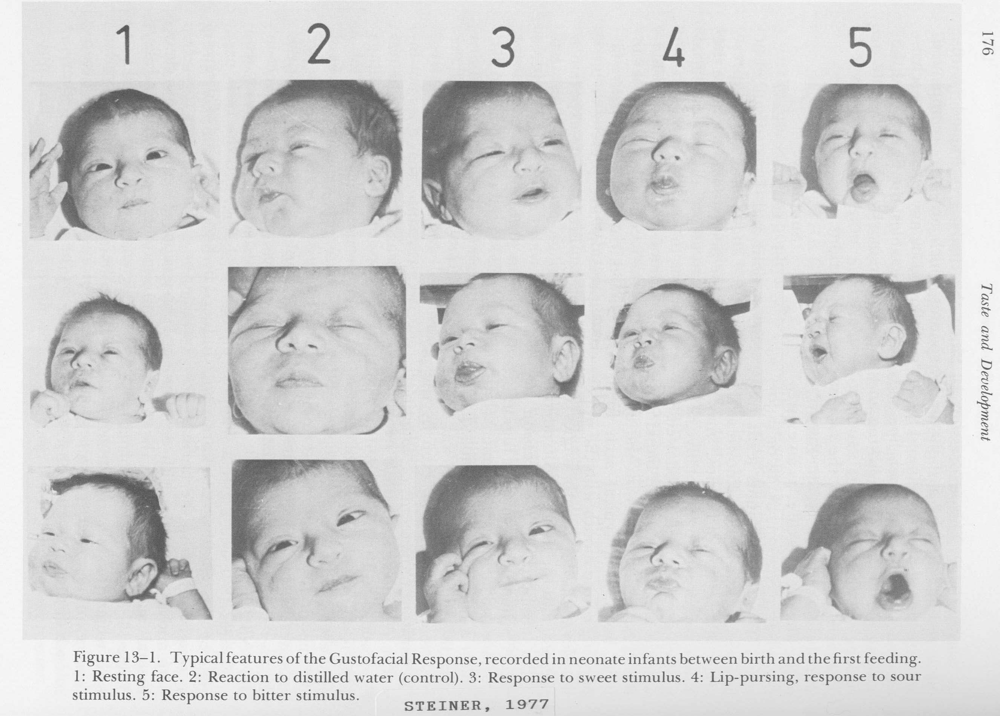 1 2 3 4 5
176
Taste and Development
Figure 13–1. Typical features of the Gustofacial Response, recorded in neonate infants between birth and the first feeding.
1: Resting face. 2: Reaction to distilled water (control). 3: Response to sweet stimulus. 4: Lip-pursing, response to sour
stimulus. 5: Response to bitter stimulus.
STEINER, 1977